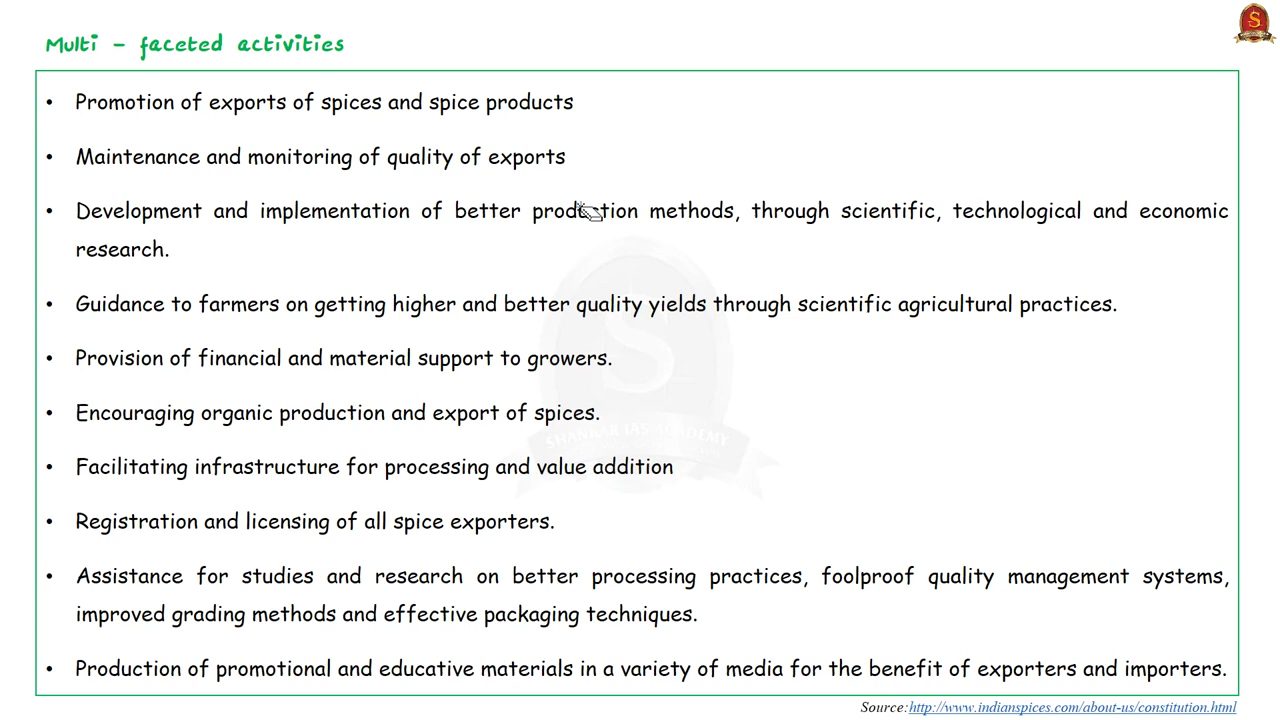 Multi - faceted activities
• Promotion of exports of spices and spice products
• Maintenance and monitoring of quality of exports
• Development and implementation of better production methods, through scientific, technological and economic
research.
• Guidance to farmers on getting higher and better quality yields through scientific agricultural practices.
• Provision of financial and material support to growers.
• Encouraging organic production and export of spices.
SHANKAR IAS ACADEMY
• Facilitating infrastructure for processing and value addition
• Registration and licensing of all spice exporters.
• Assistance for studies and research on better processing practices, foolproof quality management systems,
improved grading methods and effective packaging techniques.
• Production of promotional and educative materials in a variety of media for the benefit of exporters and importers.
Source:http://www.indianspices.com/about-us/constitution.html